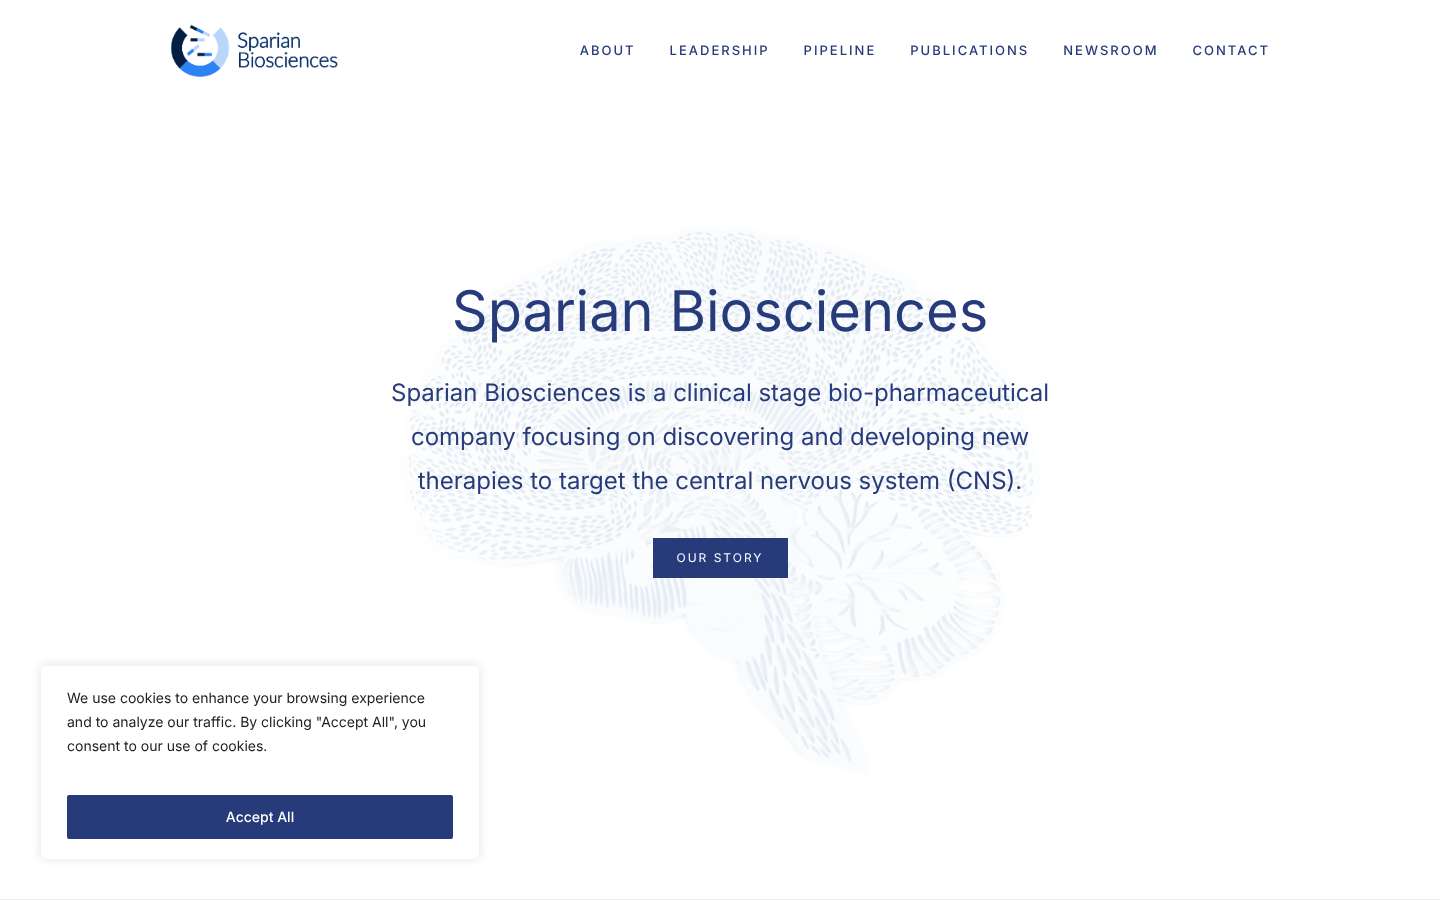 Sparian
Biosciences
ABOUT
LEADERSHIP
PIPELINE
PUBLICATIONS
NEWSROOM
CONTACT
Sparian Biosciences
Sparian Biosciences is a clinical stage bio-pharmaceutical
company focusing on discovering and developing new
therapies to target the central nervous system (CNS).
OUR STORY
We use cookies to enhance your browsing experience
and to analyze our traffic. By clicking "Accept All", you
consent to our use of cookies.
Accept All